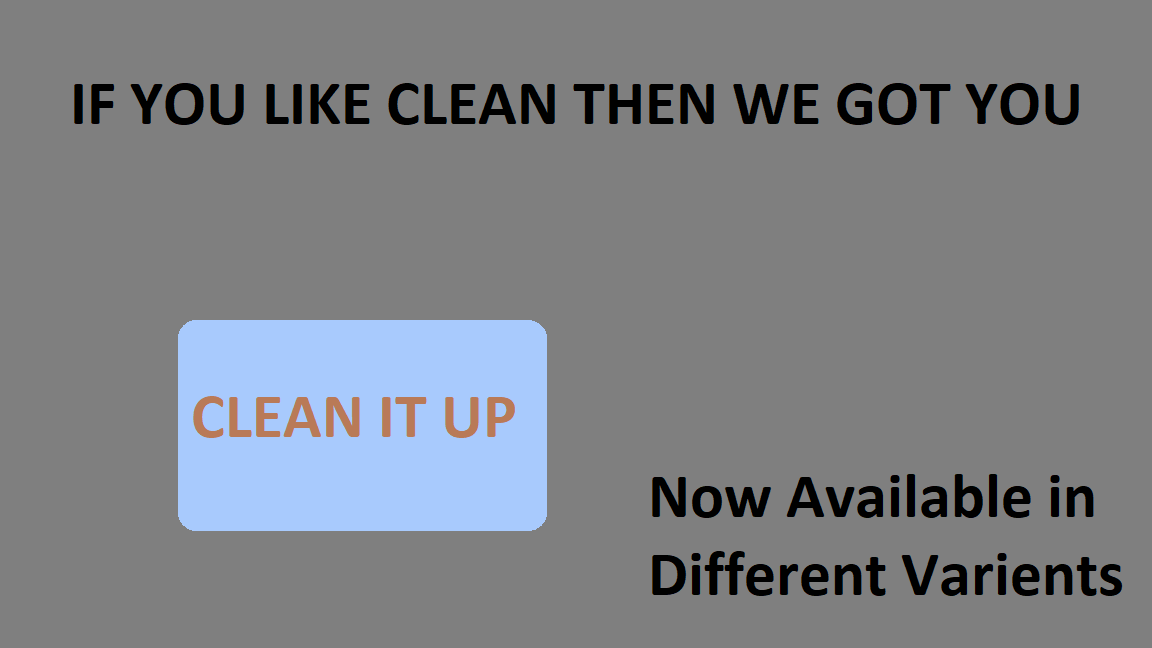 IF YOU LIKE CLEAN THEN WE GOT YOU
CLEAN IT UP
Now Available in
Different Varients